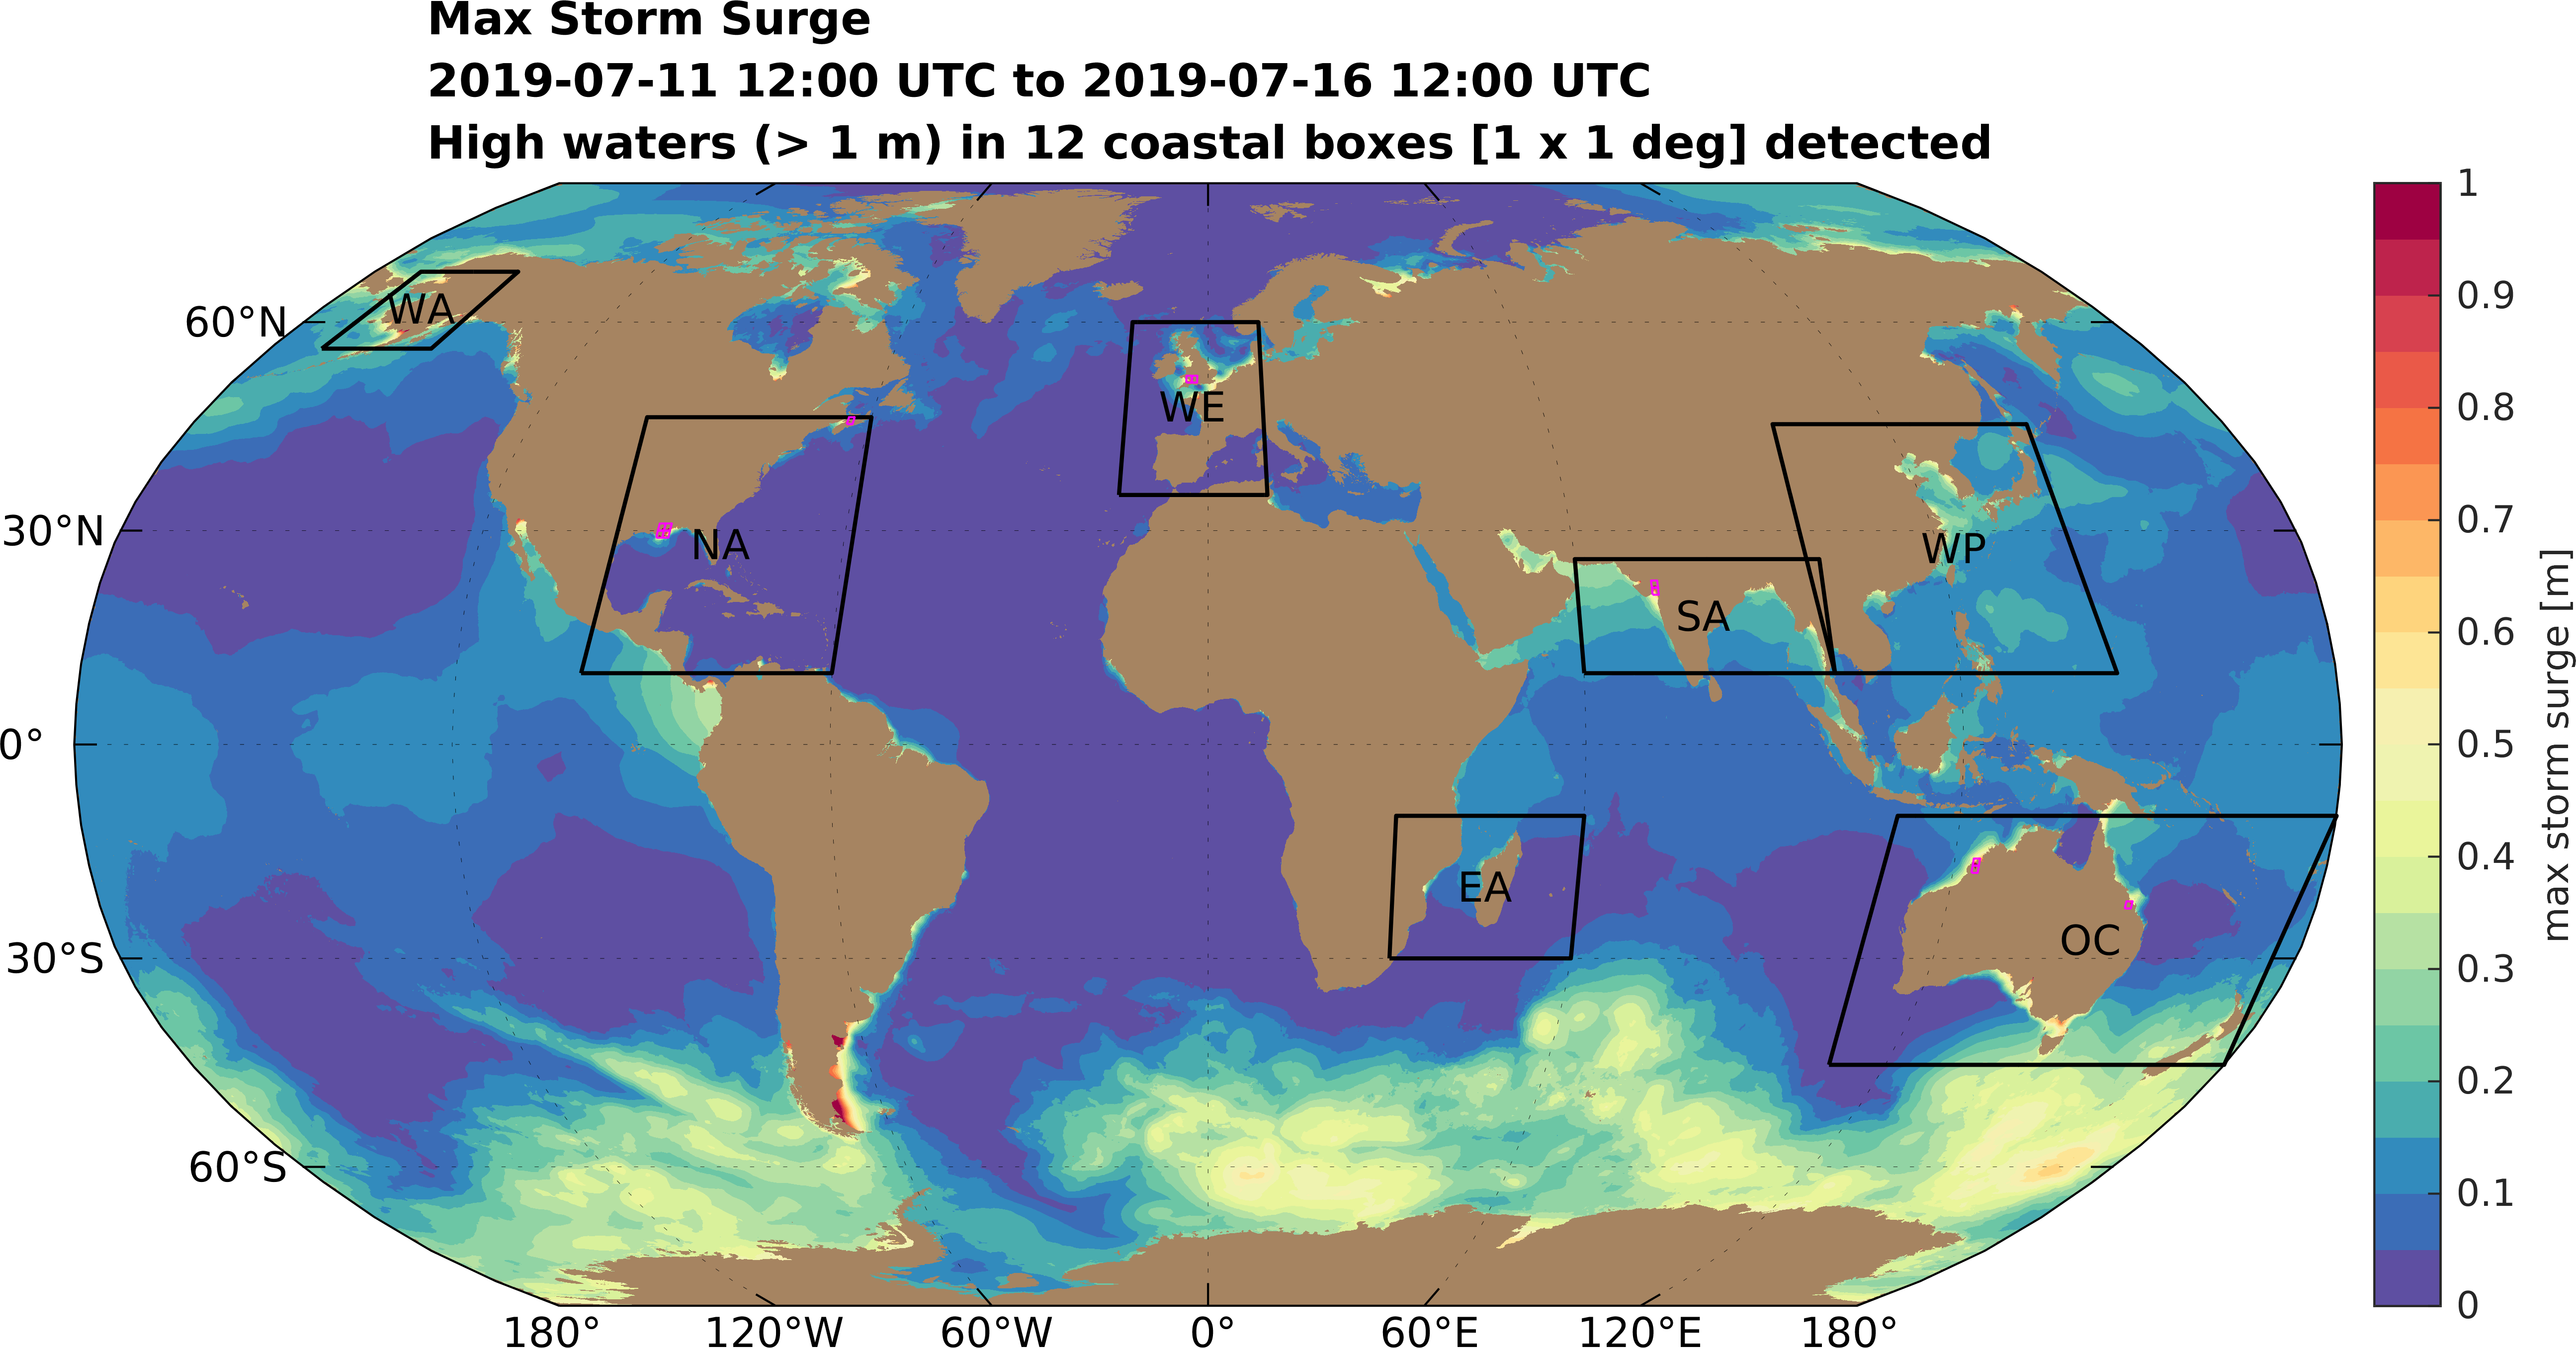 Max Storm Surge
2019-07-11 12:00 UTC to 2019-07-16 12:00 UTC
High waters (> 1 m) in 12 coastal boxes [1 x 1 deg] detected
60°N
30°N
0°
30°S
60°S
WA
NA
WE
SA
WP
EA
OC
180°
120°W
60°W
0°
60°E
120°E
180°
1
0.9
0.8
0.7
0.6
0.5
0.4
0.3
0.2
0.1
0
max storm surge [m]